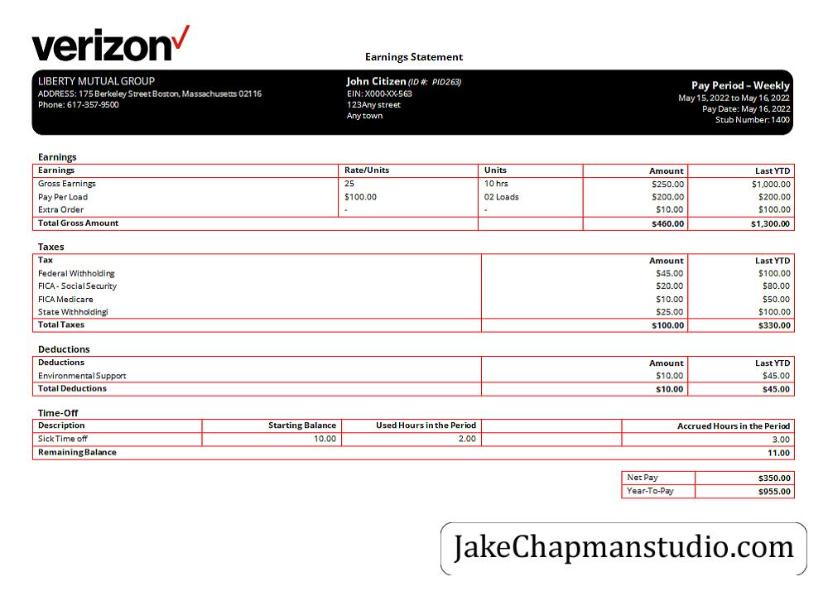 verizon
Earnings Statement
LIBERTY MUTUAL GROUP
ADDRESS: 175 Berkeley Street Boston, Massachusetts 02116
Phone: 617-357-9500
John Citizen (ID #: PID263)
EIN: X000-XX-563
123Any street
Any town
Pay Period – Weekly
May 15, 2022 to May 16, 2022
Pay Date: May 16, 2022
Stub Number: 1400
Earnings
Earnings Rate/Units Units Amount Last YTD
Gross Earnings 25 10 hrs $250.00 $1,000.00
Pay Per Load $100.00 02 Loads $200.00 $200.00
Extra Order - - $10.00 $100.00
Total Gross Amount $460.00 $1,300.00
Taxes
Tax Amount Last YTD
Federal Withholding $45.00 $100.00
FICA - Social Security $20.00 $80.00
FICA Medicare $10.00 $50.00
State Withholdingl $25.00 $100.00
Total Taxes $100.00 $330.00
Deductions
Deductions Amount Last YTD
Environmental Support $10.00 $45.00
Total Deductions $10.00 $45.00
Time-Off
Description Starting Balance Used Hours in the Period Accrued Hours in the Period
Sick Time off 10.00 2.00 3.00
Remaining Balance 11.00
Net Pay $350.00
Year-To-Pay $955.00
JakeChapmanstudio.com